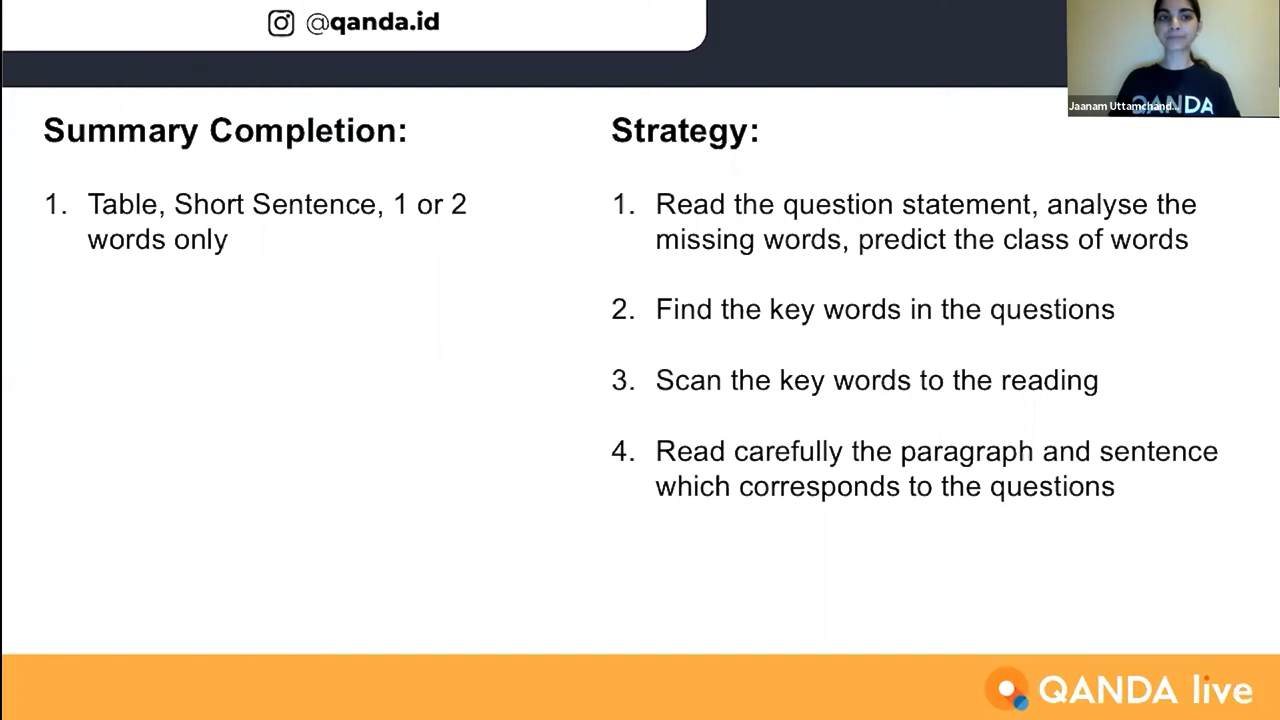 @qanda.id
Jaanam Uttamchand...
QANDA
Summary Completion:
1. Table, Short Sentence, 1 or 2
words only
Strategy:
1. Read the question statement, analyse the
missing words, predict the class of words
2. Find the key words in the questions
3. Scan the key words to the reading
4. Read carefully the paragraph and sentence
which corresponds to the questions
QANDA live